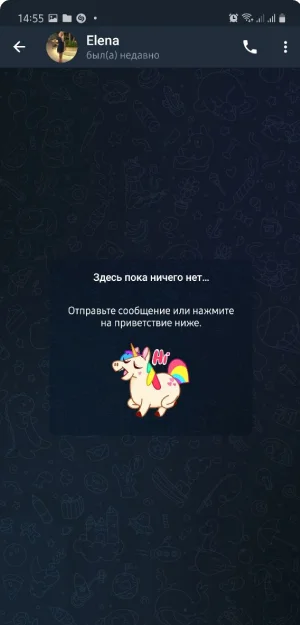 14:55
Elena
был(а) недавно
Здесь пока ничего нет...
Отправьте сообщение или нажмите
на приветствие ниже.
Hi